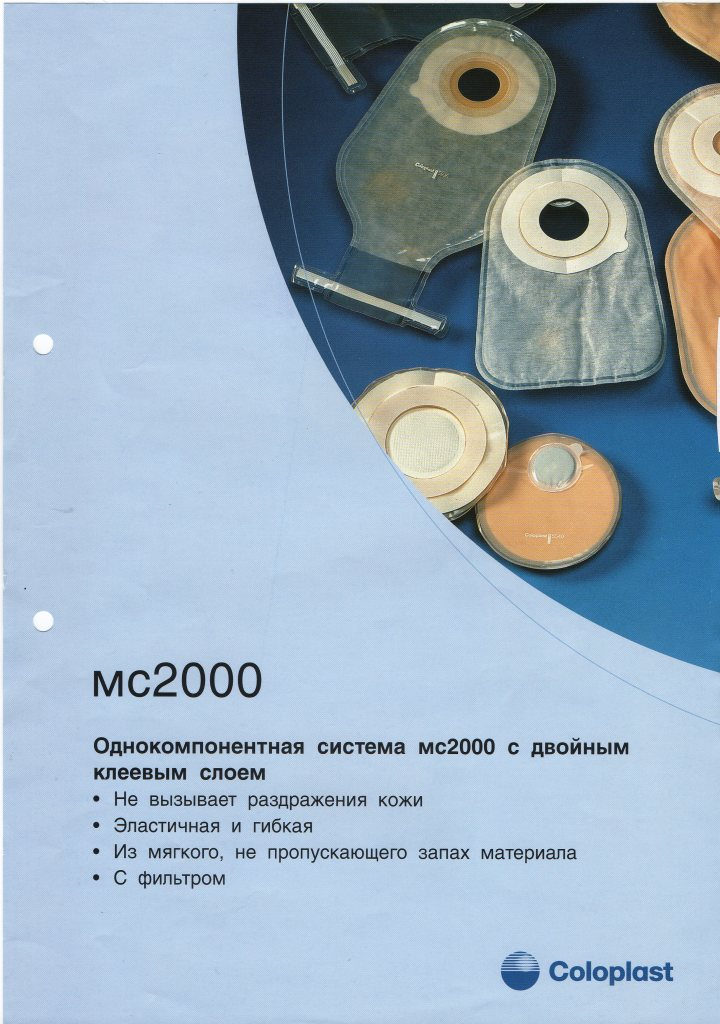 мс2000
Однокомпонентная система мс2000 с двойным
клеевым слоем
• Не вызывает раздражения кожи
• Эластичная и гибкая
• Из мягкого, не пропускающего запах материала
• С фильтром
Coloplast